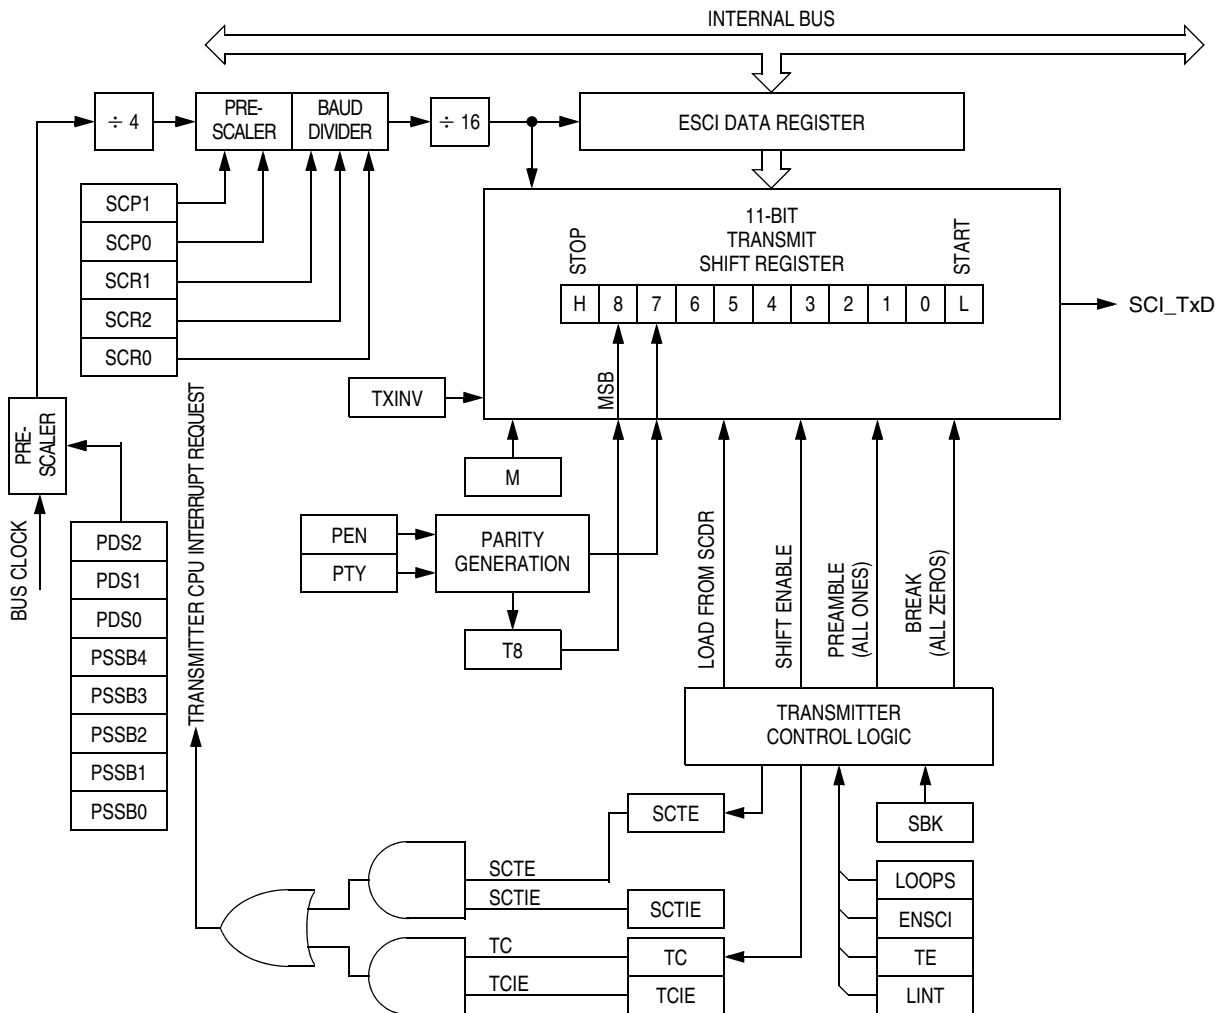 INTERNAL BUS
÷ 4
PRE-
SCALER
BAUD
DIVIDER
÷ 16
ESCI DATA REGISTER
SCP1
SCP0
SCR1
SCR2
SCR0
11-BIT
TRANSMIT
SHIFT REGISTER
STOP
START
H 8 7 6 5 4 3 2 1 0 L
SCI_TxD
MSB
TXINV
M
PRE-
SCALER
BUS CLOCK
PDS2
PDS1
PDS0
PSSB4
PSSB3
PSSB2
PSSB1
PSSB0
TRANSMITTER CPU INTERRUPT REQUEST
PEN
PTY
PARITY
GENERATION
T8
LOAD FROM SCDR
SHIFT ENABLE
PREAMBLE
(ALL ONES)
BREAK
(ALL ZEROS)
TRANSMITTER
CONTROL LOGIC
SCTE
SBK
SCTE
SCTIE
SCTIE
TC
TC
TCIE
TCIE
LOOPS
ENSCI
TE
LINT